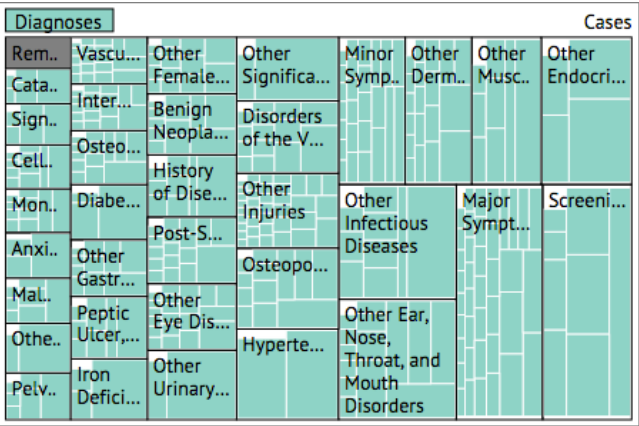 Diagnoses
Cases
Rem..
Cata..
Sign..
Cell..
Mon..
Anxi..
Mal..
Othe..
Pelv..
Vascu...
Inter...
Osteo...
Diabe...
Other
Gastr...
Peptic
Ulcer,...
Iron
Defici...
Other
Female...
Benign
Neopla...
History
of Dise...
Post-S...
Other
Eye Dis...
Other
Urinary...
Other
Significa...
Disorders
of the V...
Other
Injuries
Osteopo...
Hyperte...
Minor
Symp..
Other
Derm..
Other
Musc..
Other
Endocri...
Other
Infectious
Diseases
Other Ear,
Nose,
Throat, and
Mouth
Disorders
Major
Sympt...
Screeni...